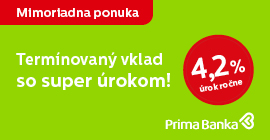 Mimoriadna ponuka
Termínovaný vklad
so super úrokom!
4,2%
úrok ročne
Prima Banka